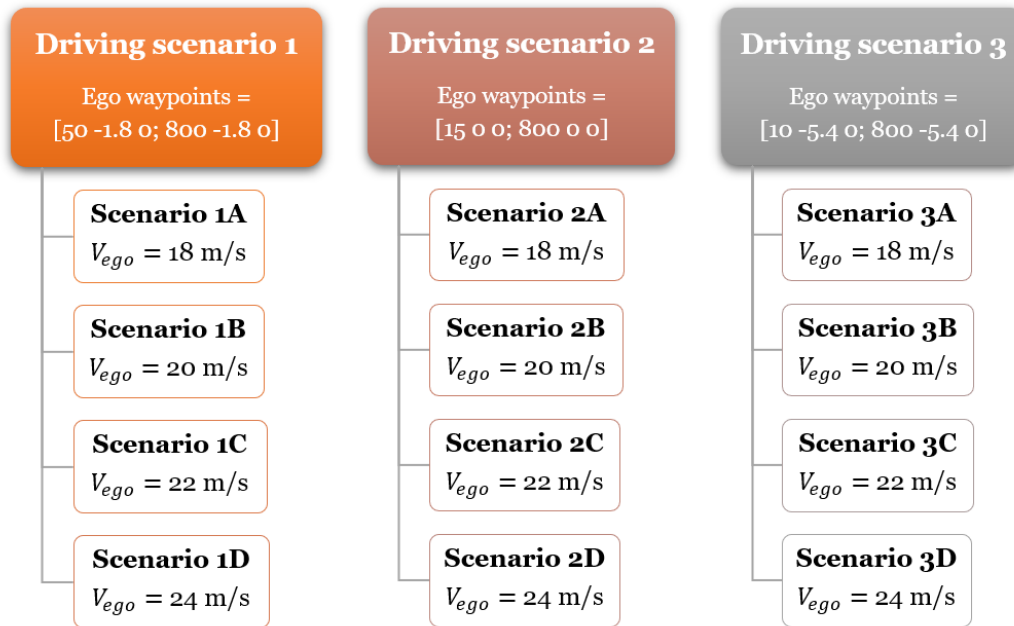 Driving scenario 1
Ego waypoints =
[50 -1.8 0; 800 -1.8 0]
Scenario 1A
V_ego = 18 m/s
Scenario 1B
V_ego = 20 m/s
Scenario 1C
V_ego = 22 m/s
Scenario 1D
V_ego = 24 m/s
Driving scenario 2
Ego waypoints =
[15 0 0; 800 0 0]
Scenario 2A
V_ego = 18 m/s
Scenario 2B
V_ego = 20 m/s
Scenario 2C
V_ego = 22 m/s
Scenario 2D
V_ego = 24 m/s
Driving scenario 3
Ego waypoints =
[10 -5.4 0; 800 -5.4 0]
Scenario 3A
V_ego = 18 m/s
Scenario 3B
V_ego = 20 m/s
Scenario 3C
V_ego = 22 m/s
Scenario 3D
V_ego = 24 m/s